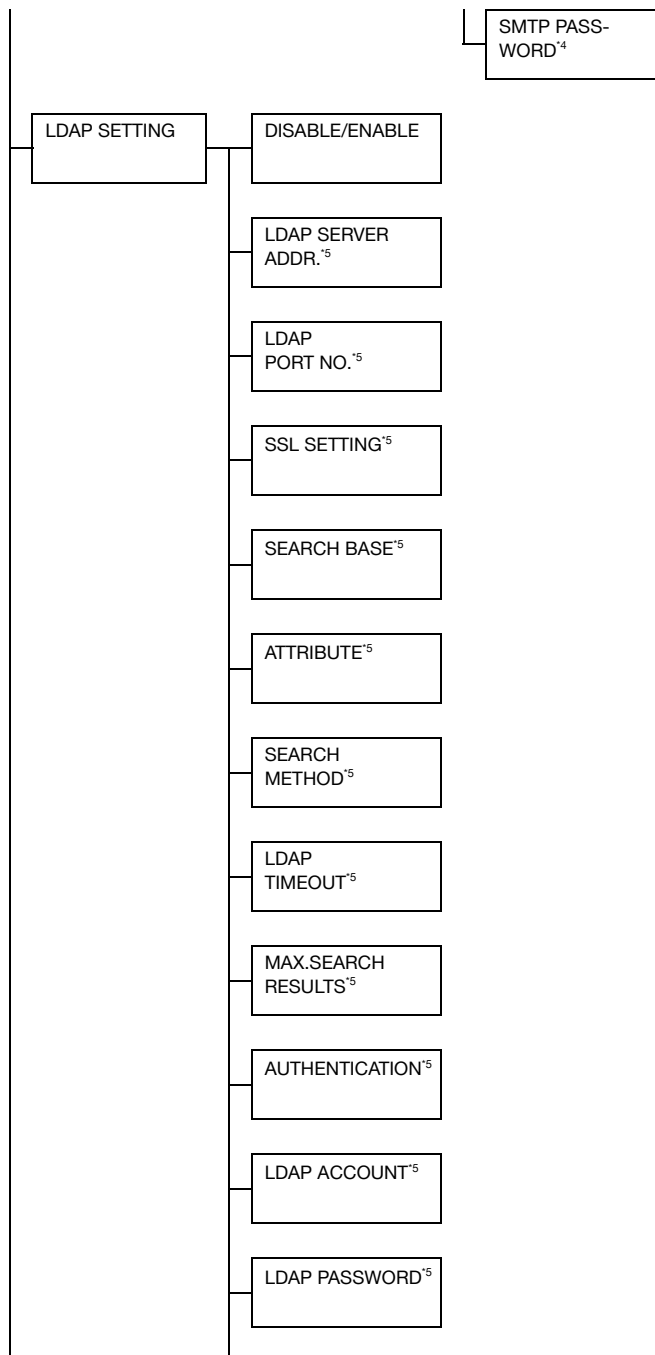 SMTP PASS-
WORD*4
LDAP SETTING
DISABLE/ENABLE
LDAP SERVER
ADDR.*5
LDAP
PORT NO.*5
SSL SETTING*5
SEARCH BASE*5
ATTRIBUTE*5
SEARCH
METHOD*5
LDAP
TIMEOUT*5
MAX.SEARCH
RESULTS*5
AUTHENTICATION*5
LDAP ACCOUNT*5
LDAP PASSWORD*5